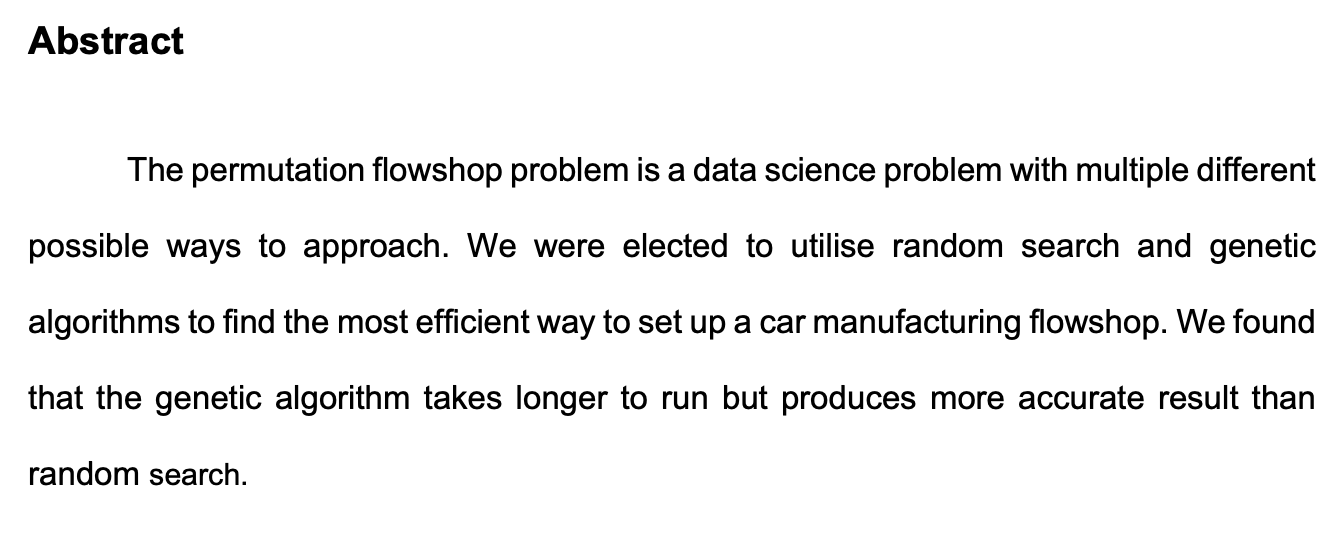 Abstract
The permutation flowshop problem is a data science problem with multiple different
possible ways to approach. We were elected to utilise random search and genetic
algorithms to find the most efficient way to set up a car manufacturing flowshop. We found
that the genetic algorithm takes longer to run but produces more accurate result than
random search.